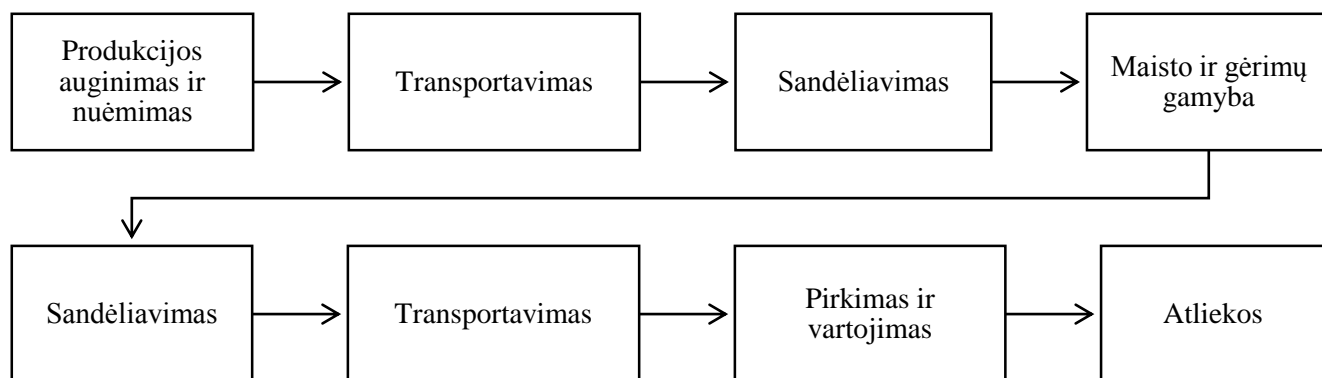 Produkcijos
auginimas ir
nuėmimas
Transportavimas
Sandėliavimas
Maisto ir gėrimų
gamyba
Sandėliavimas
Transportavimas
Pirkimas ir
vartojimas
Atliekos